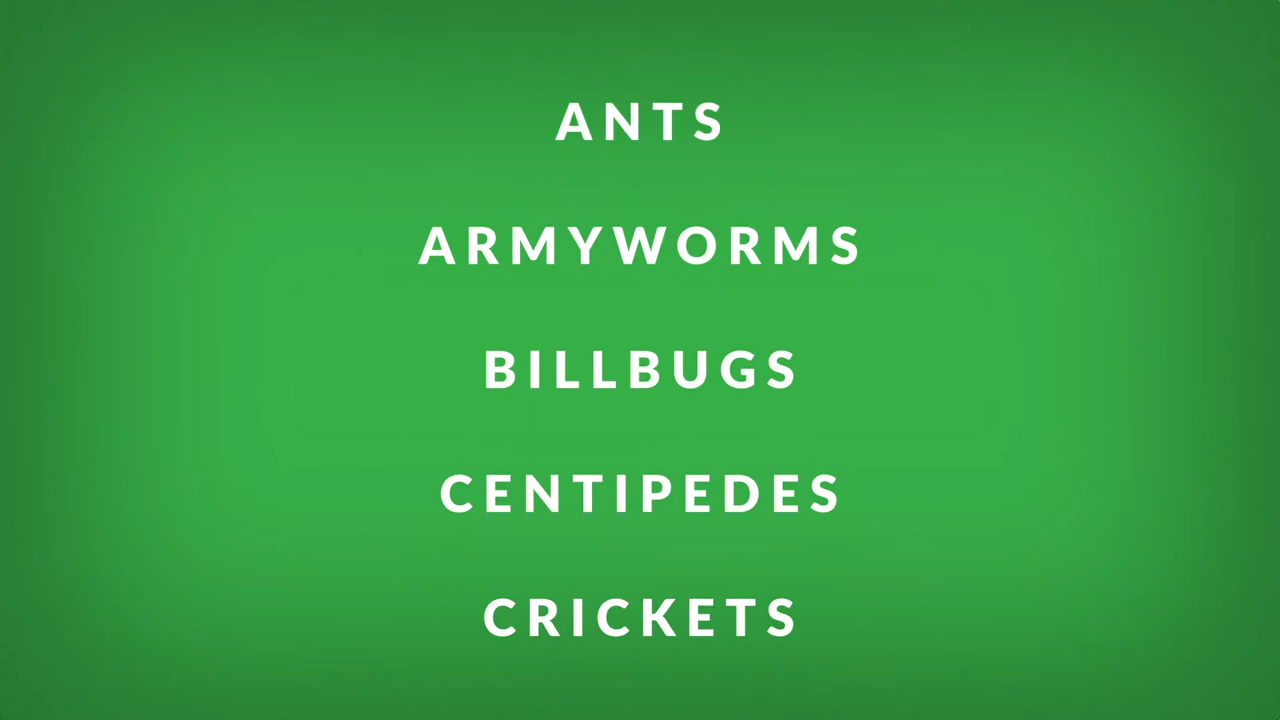 ANTS
ARMYWORMS
BILLBUGS
CENTIPEDES
CRICKETS